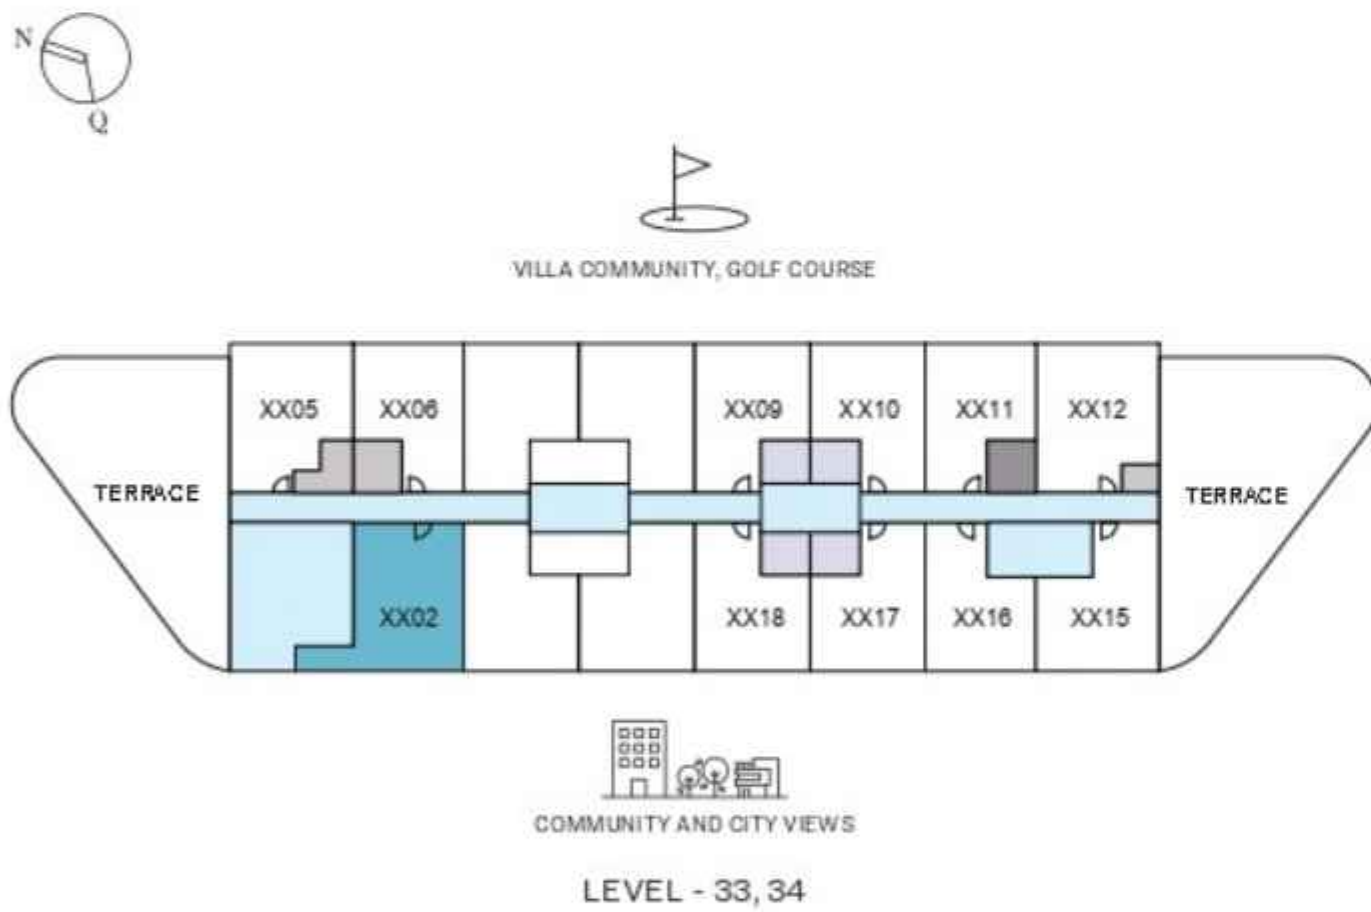 N
Q
VILLA COMMUNITY, GOLF COURSE
XX05 XX06 XX09 XX10 XX11 XX12
TERRACE TERRACE
XX02 XX18 XX17 XX16 XX15
COMMUNITY AND CITY VIEWS
LEVEL - 33, 34